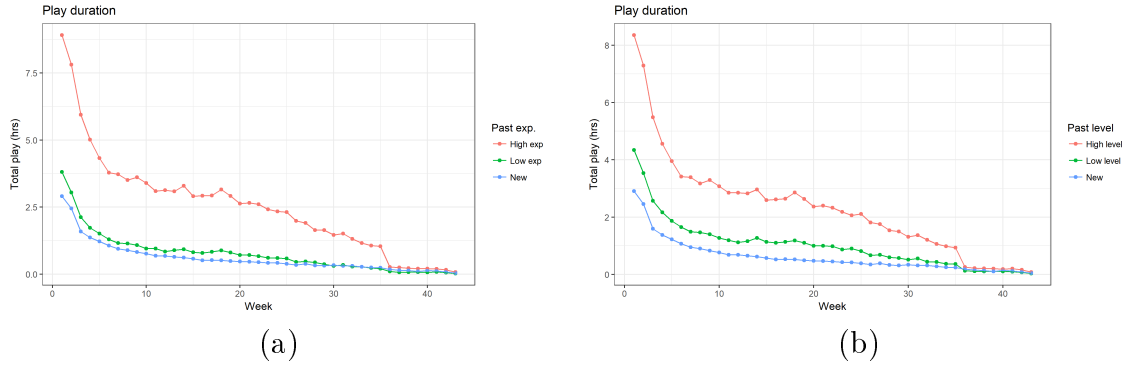 Play duration
Total play (hrs)
7.5
5.0
2.5
0.0
0
10
20
30
40
Week
Past exp.
High exp
Low exp
New
(a)
Play duration
Total play (hrs)
8
6
4
2
0
0
10
20
30
40
Week
Past level
High level
Low level
New
(b)